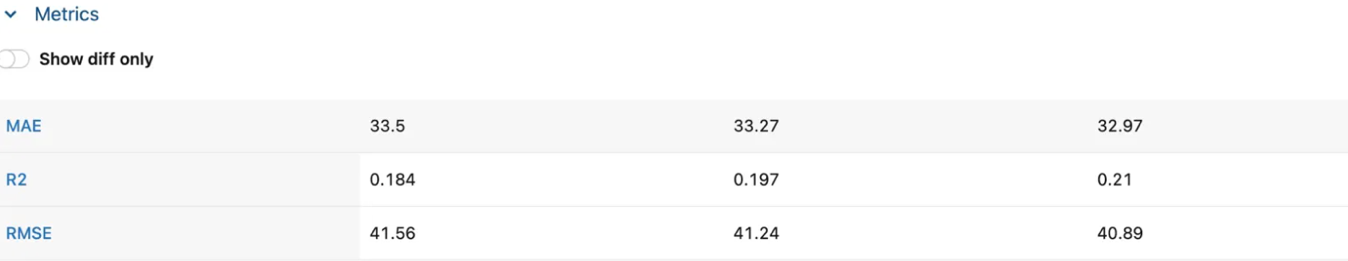 Metrics
Show diff only
MAE 33.5 33.27 32.97
R2 0.184 0.197 0.21
RMSE 41.56 41.24 40.89